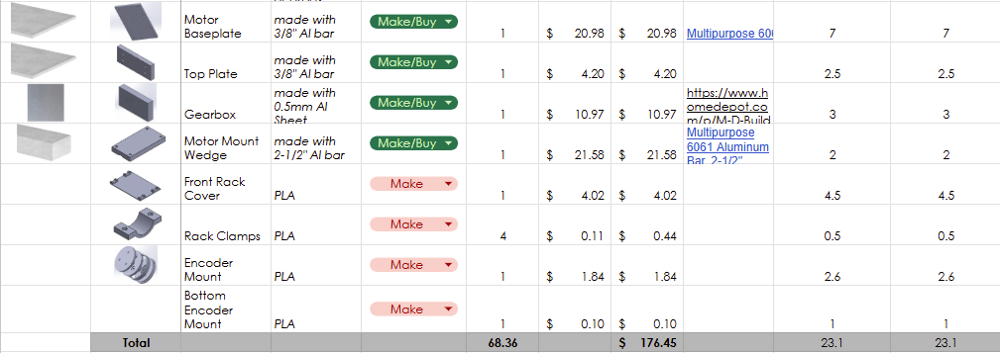 Motor Baseplate made with 3/8" Al bar Make/Buy 1 $ 20.98 $ 20.98 Multipurpose 7 7
Top Plate made with 3/8" Al bar Make/Buy 1 $ 4.20 $ 4.20 2.5 2.5
Gearbox made with 0.5mm Al Sheet Make/Buy 1 $ 10.97 $ 10.97 https://www.homedepot.com/p/M-D-Build 3 3
Motor Mount Wedge made with 2-1/2" Al bar Make/Buy 1 $ 21.58 $ 21.58 Multipurpose 6061 Aluminum Bar, 2-1/2" 2 2
Front Rack Cover PLA Make 1 $ 4.02 $ 4.02 4.5 4.5
Rack Clamps PLA Make 4 $ 0.11 $ 0.44 0.5 0.5
Encoder Mount PLA Make 1 $ 1.84 $ 1.84 2.6 2.6
Bottom Encoder Mount PLA Make 1 $ 0.10 $ 0.10 1 1
Total 68.36 $ 176.45 23.1 23.1